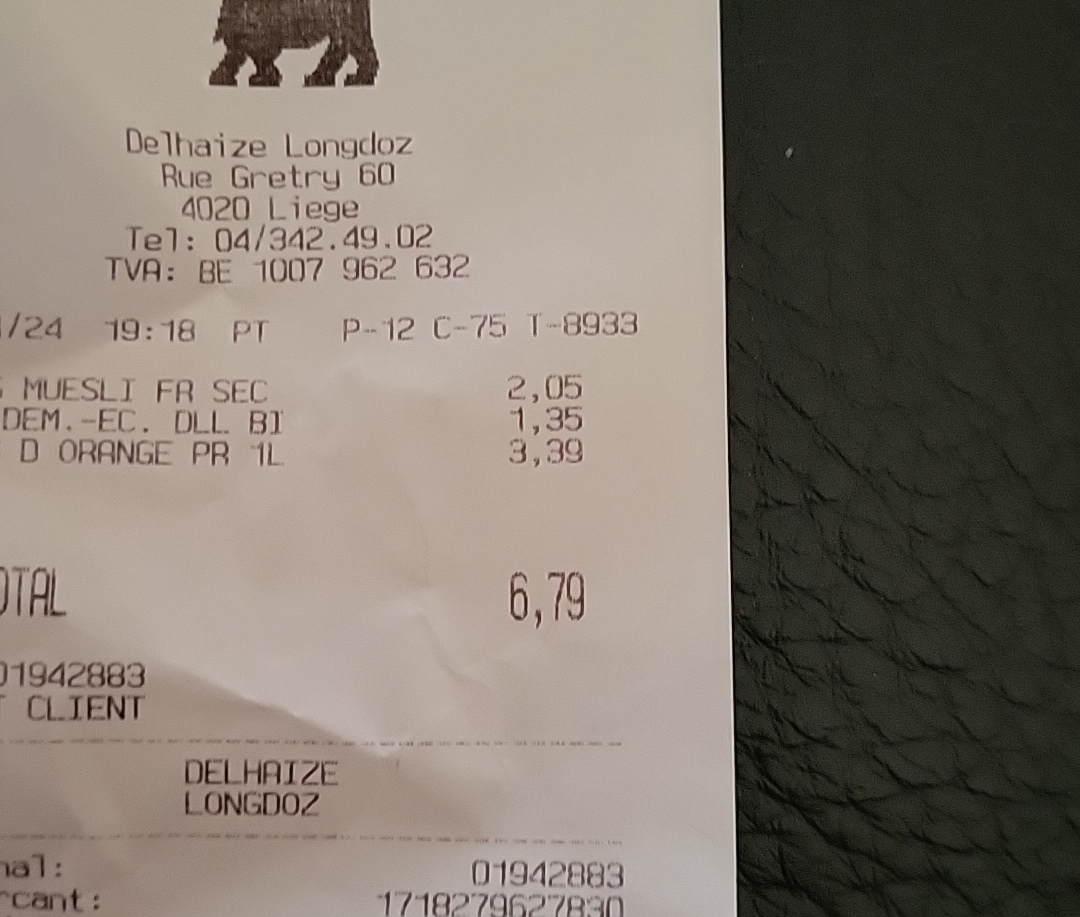 Delhaize Longdoz
Rue Gretry 60
4020 Liege
Tel: 04/342.49.02
TVA: BE 1007 962 632
/24 19:18 PT P-12 C-75 T-8933
MUESLI FR SEC 2,05
DEM.-EC. DLL BI 1,35
D ORANGE PR 1L 3,39
OTAL 6,79
01942883
T CLIENT
DELHAIZE
LONGDOZ
nal: 01942883
rcant: 1718279627830